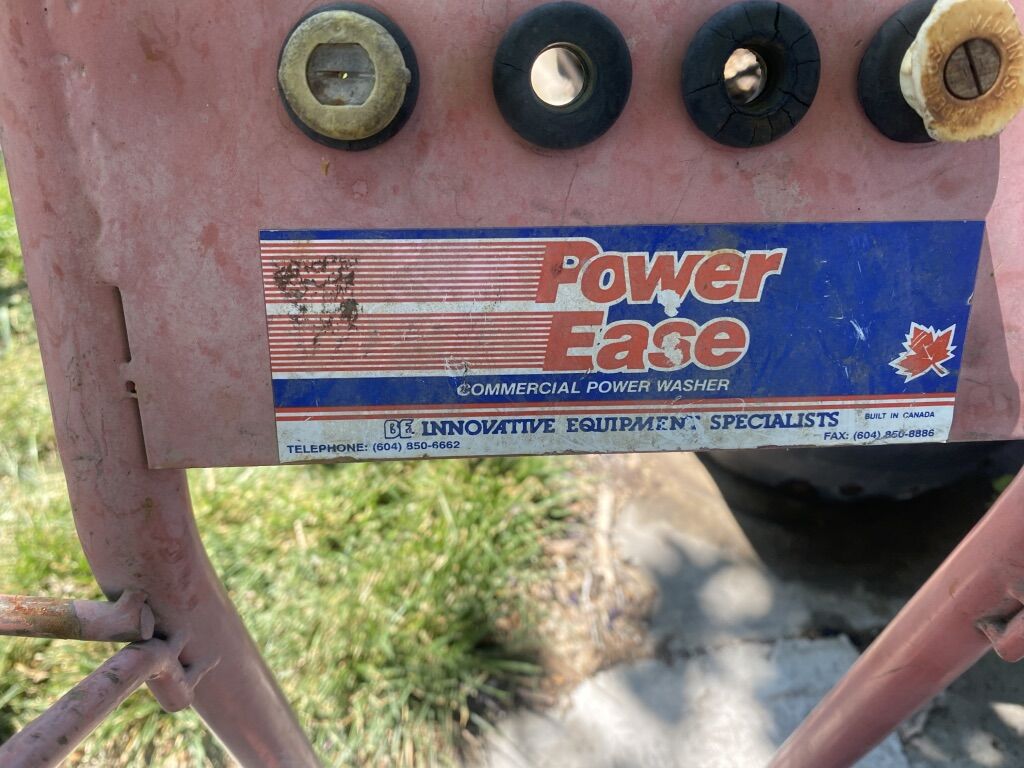 Power
Ease
COMMERCIAL POWER WASHER
BE INNOVATIVE EQUIPMENT SPECIALISTS
BUILT IN CANADA
TELEPHONE: (604) 850-6662
FAX: (604) 850-8886